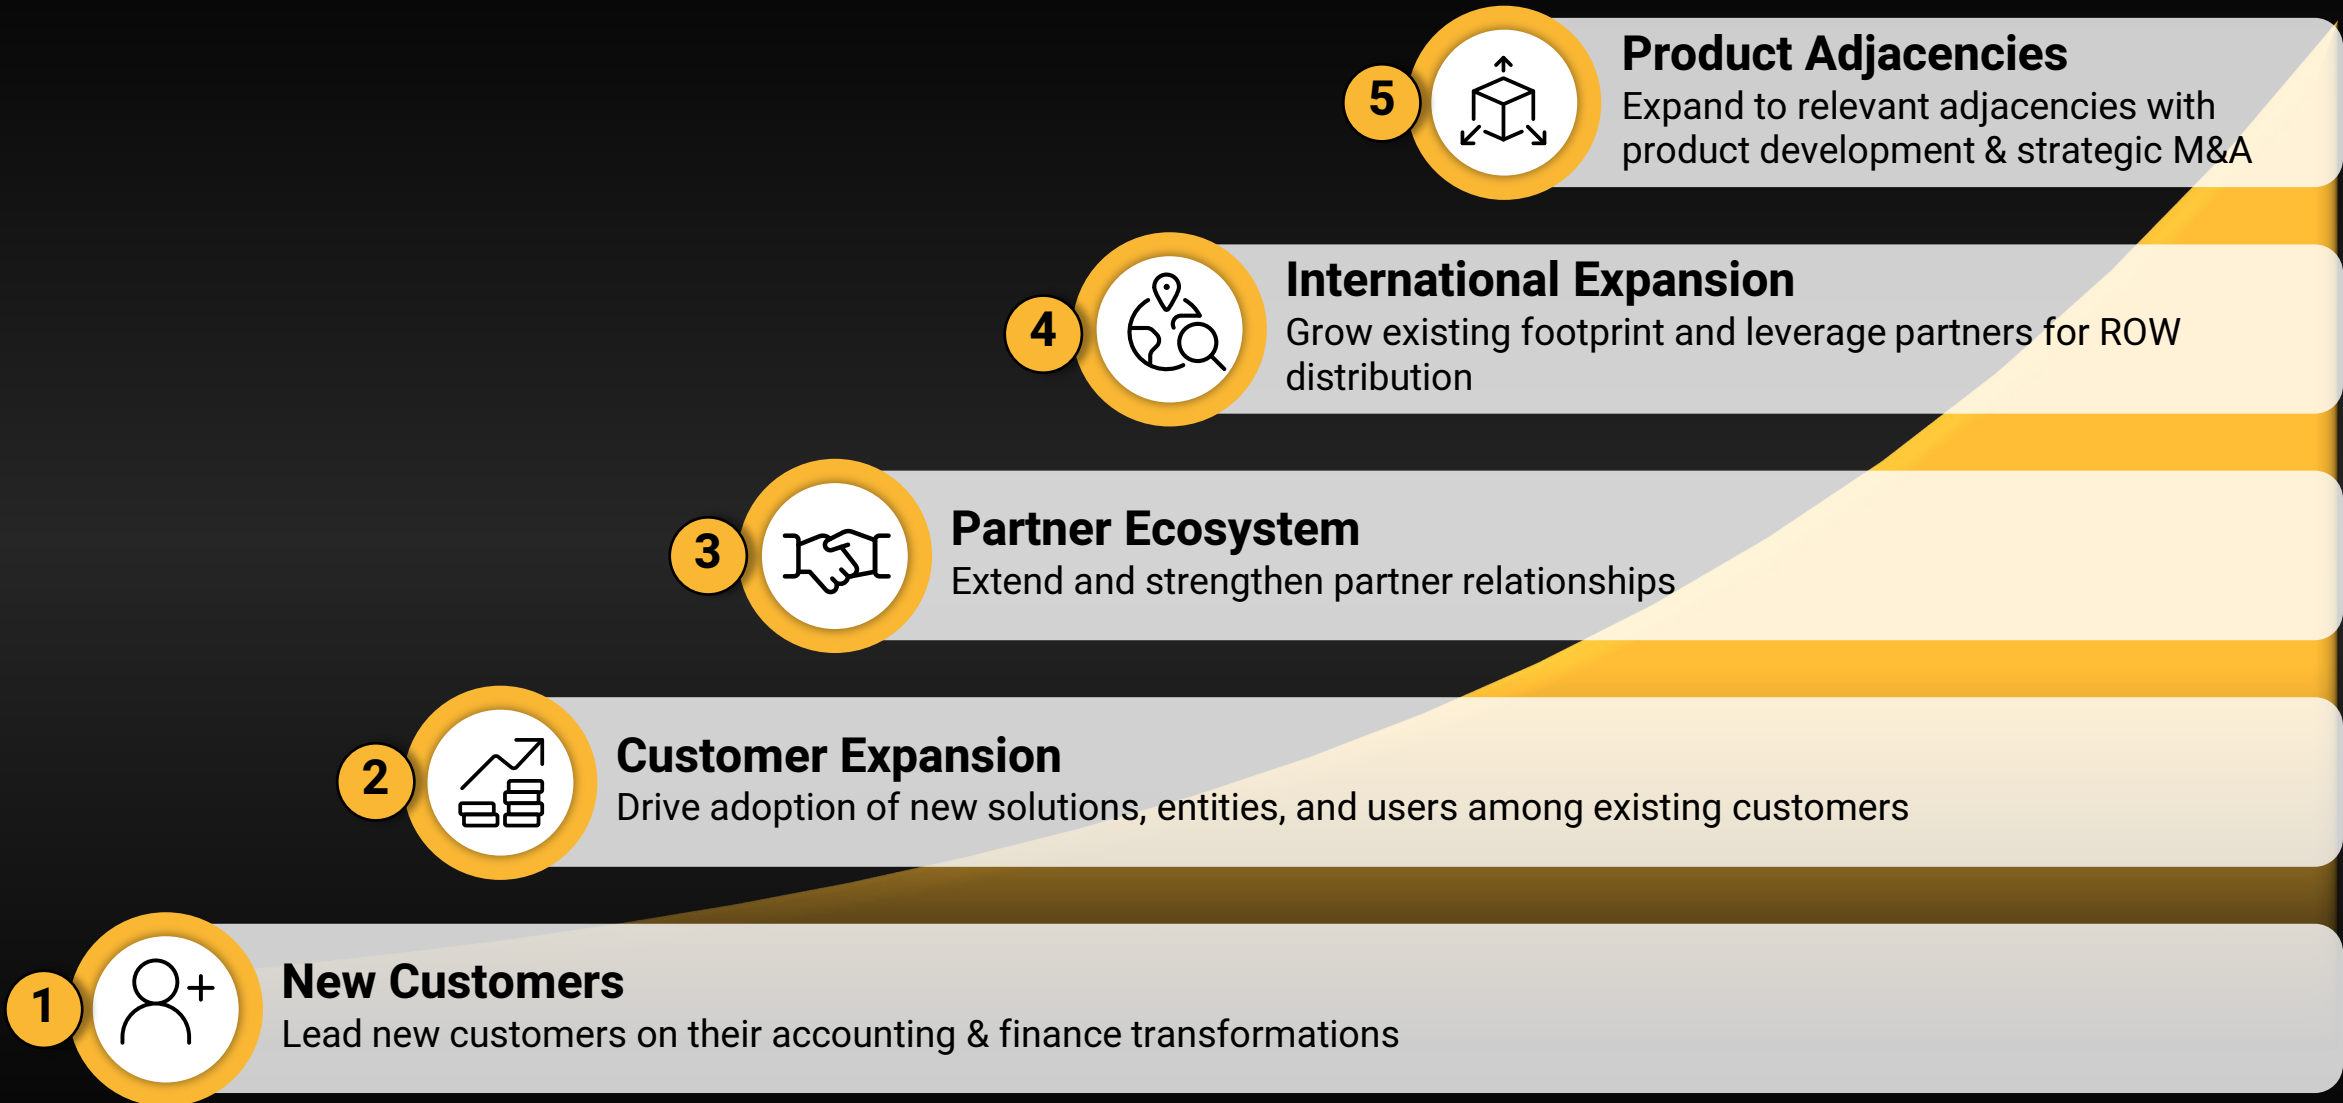 5
Product Adjacencies
Expand to relevant adjacencies with
product development & strategic M&A
4
International Expansion
Grow existing footprint and leverage partners for ROW
distribution
3
Partner Ecosystem
Extend and strengthen partner relationships
2
Customer Expansion
Drive adoption of new solutions, entities, and users among existing customers
1
New Customers
Lead new customers on their accounting & finance transformations